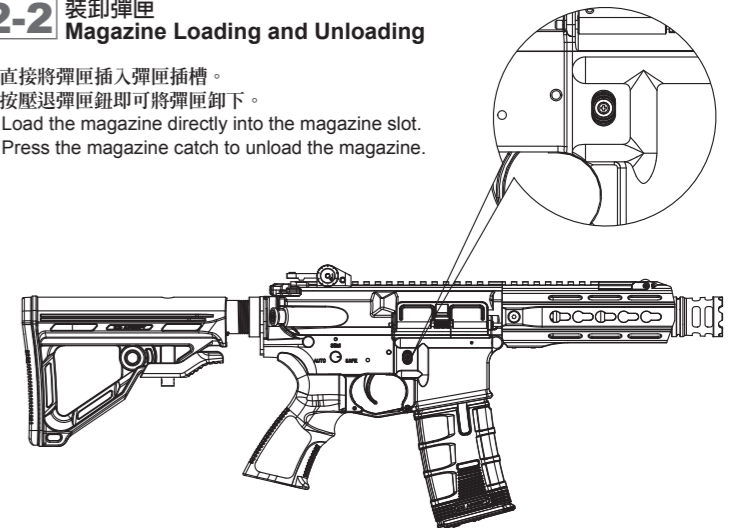 2-2 裝卸彈匣
Magazine Loading and Unloading
直接將彈匣插入彈匣插槽。
按壓退彈匣鈕即可將彈匣卸下。
Load the magazine directly into the magazine slot.
Press the magazine catch to unload the magazine.
SEMI
AUTO SAFE